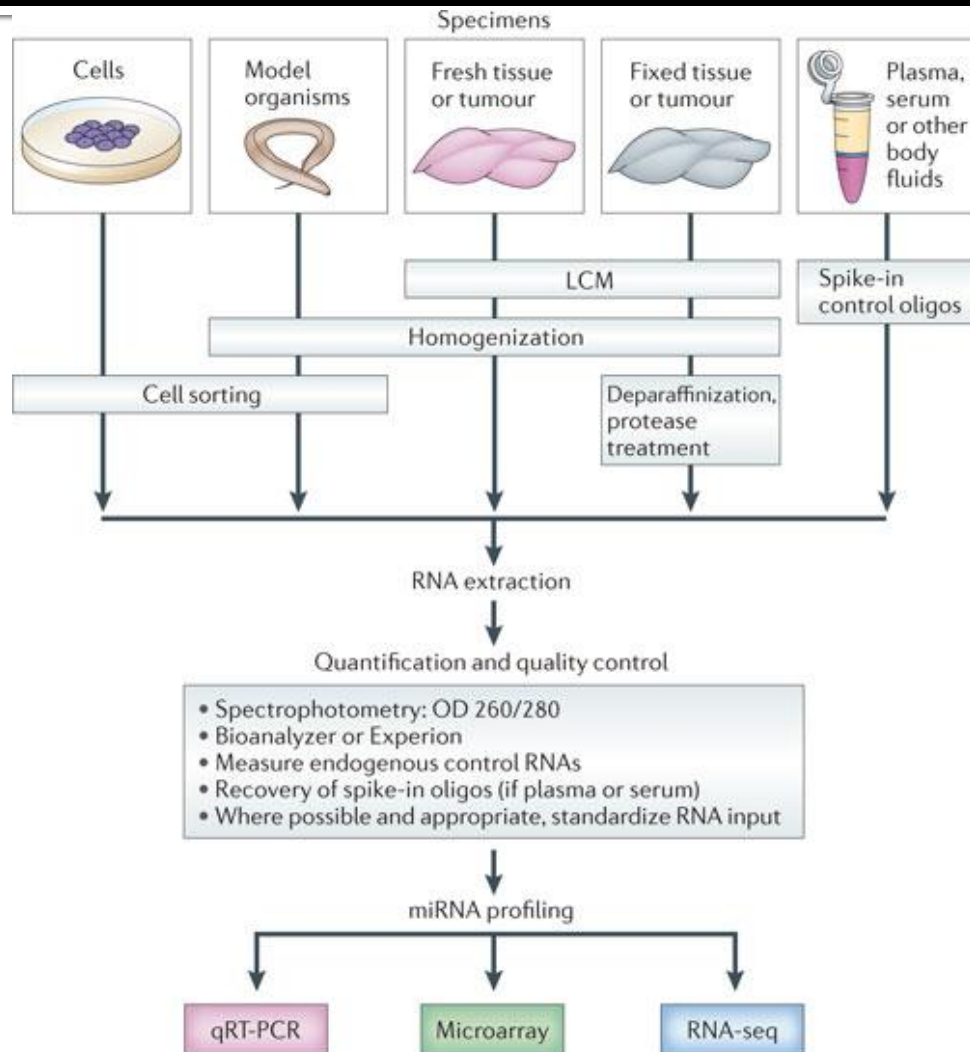 Specimens
Cells
Model
organisms
Fresh tissue
or tumour
Fixed tissue
or tumour
Plasma,
serum
or other
body
fluids
LCM
Spike-in
control oligos
Homogenization
Cell sorting
Deparaffinization,
protease
treatment
RNA extraction
Quantification and quality control
• Spectrophotometry: OD 260/280
• Bioanalyzer or Experion
• Measure endogenous control RNAs
• Recovery of spike-in oligos (if plasma or serum)
• Where possible and appropriate, standardize RNA input
miRNA profiling
qRT-PCR
Microarray
RNA-seq